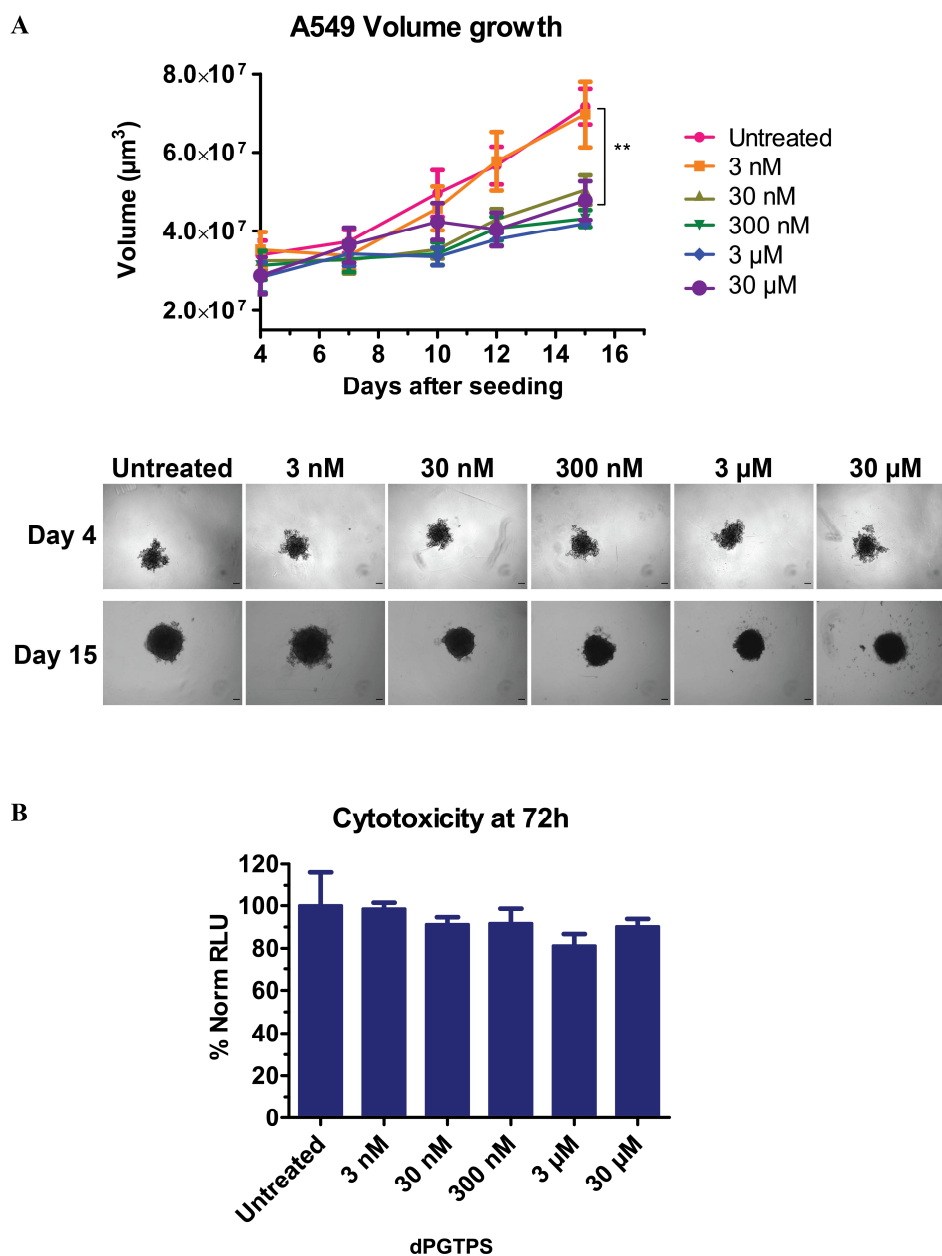 A
A549 Volume growth
8.0×10⁷
6.0×10⁷
4.0×10⁷
2.0×10⁷
Volume (µm³)
4 6 8 10 12 14 16
Days after seeding
**
Untreated
3 nM
30 nM
300 nM
3 µM
30 µM
Untreated 3 nM 30 nM 300 nM 3 µM 30 µM
Day 4
Day 15
B
Cytotoxicity at 72h
120
100
80
60
40
20
0
% Norm RLU
Untreated 3 nM 30 nM 300 nM 3 µM 30 µM
dPGTPS